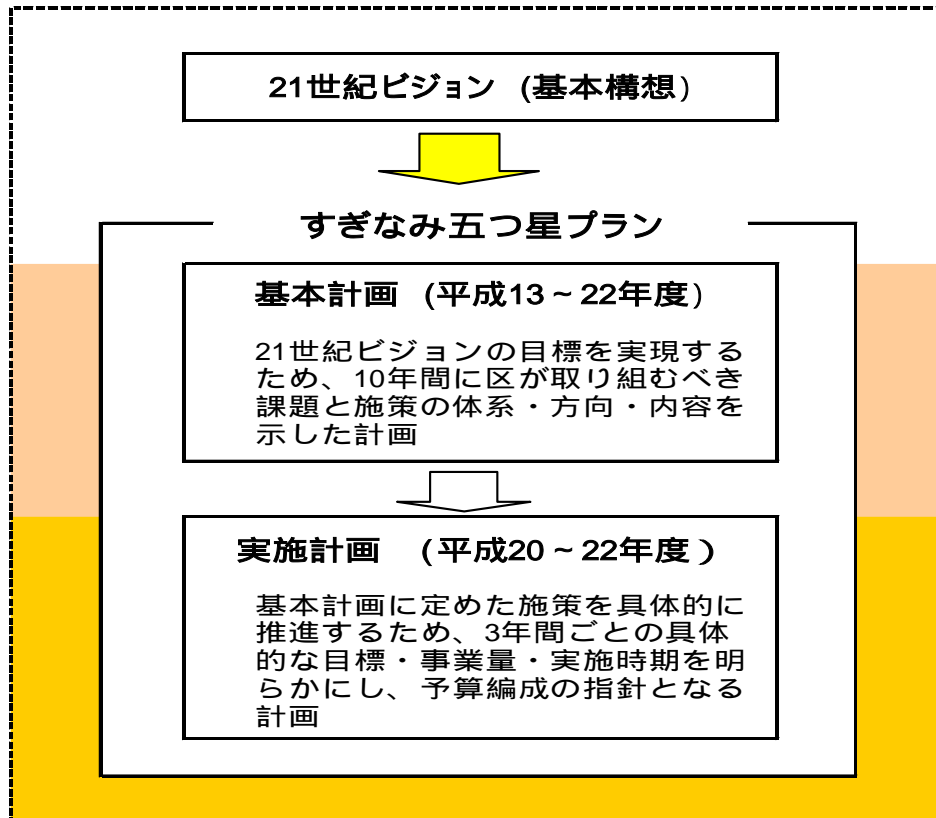 21世紀ビジョン (基本構想)
すぎなみ五つ星プラン
基本計画 (平成13～22年度)
21世紀ビジョンの目標を実現する
ため、10年間に区が取り組むべき
課題と施策の体系・方向・内容を
示した計画
実施計画 (平成20～22年度)
基本計画に定めた施策を具体的に
推進するため、3年間ごとの具体
的な目標・事業量・実施時期を明
らかにし、予算編成の指針となる
計画